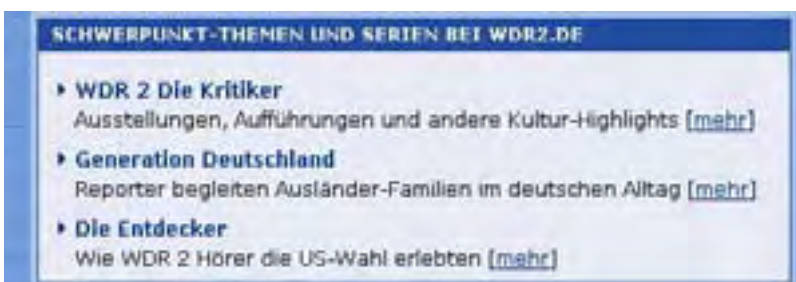 SCHWERPUNKT-THEMEN UND SERIEN BEI WDR2.DE
WDR 2 Die Kritiker
Ausstellungen, Aufführungen und andere Kultur-Highlights [mehr]
Generation Deutschland
Reporter begleiten Ausländer-Familien im deutschen Alltag [mehr]
Die Entdecker
Wie WDR 2 Hörer die US-Wahl erlebten [mehr]